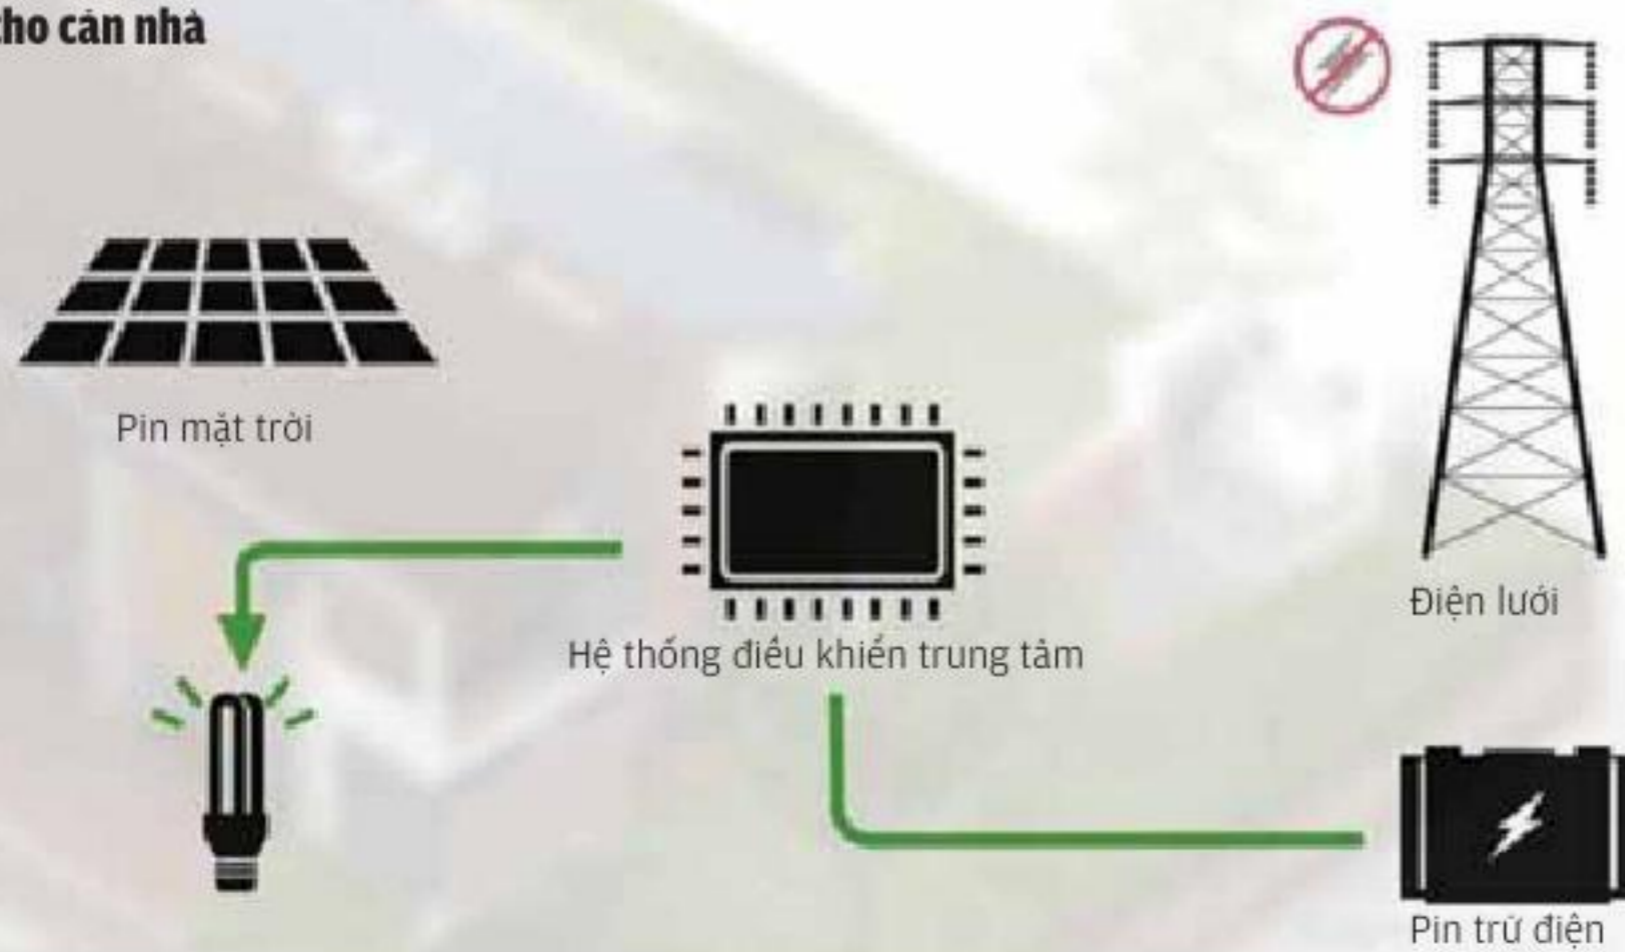 cho căn nhà
Pin mặt trời
Điện lưới
Hệ thống điều khiển trung tâm
Pin trữ điện